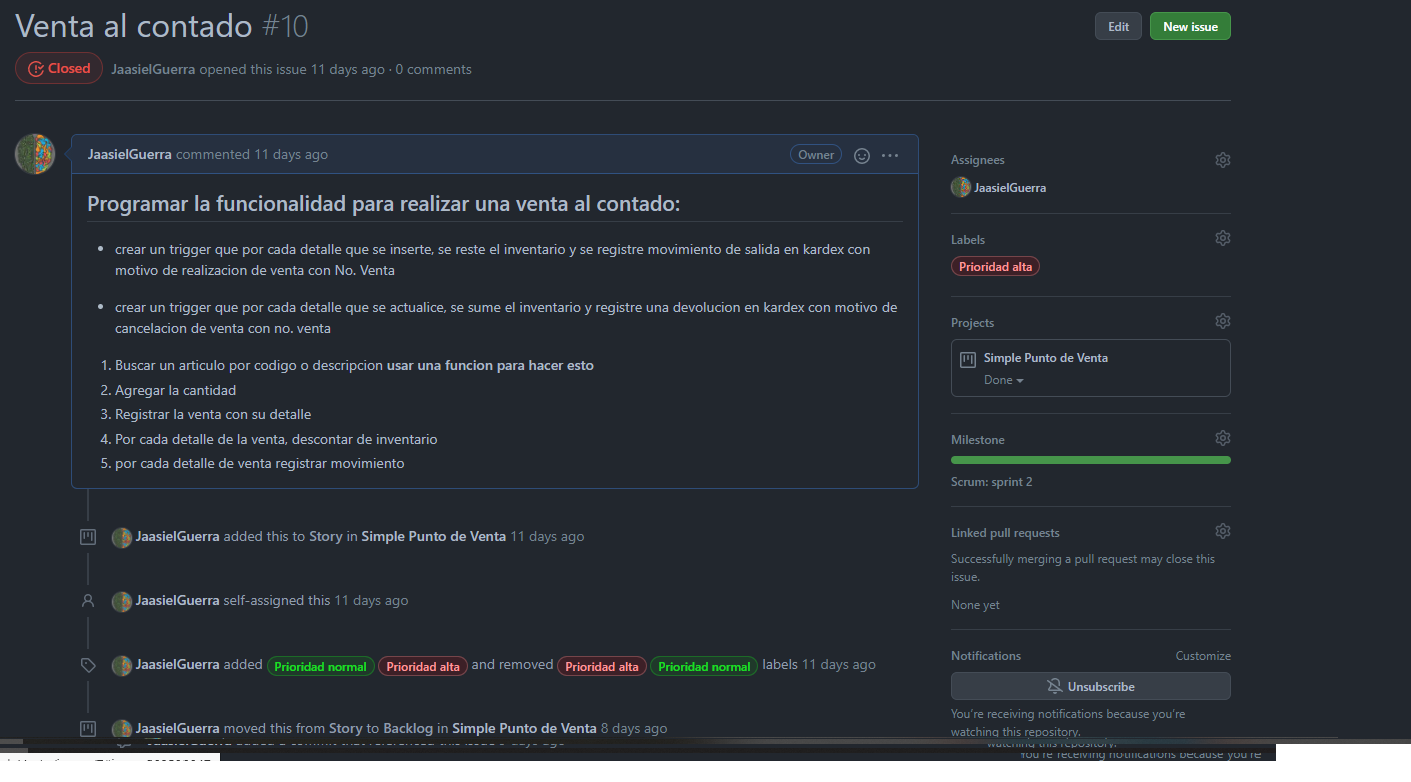 Venta al contado #10
Edit
New issue
Closed
JaasielGuerra opened this issue 11 days ago · 0 comments
JaasielGuerra commented 11 days ago
Owner
Programar la funcionalidad para realizar una venta al contado:
• crear un trigger que por cada detalle que se inserte, se reste el inventario y se registre movimiento de salida en kardex con
motivo de realizacion de venta con No. Venta
• crear un trigger que por cada detalle que se actualice, se sume el inventario y registre una devolucion en kardex con motivo de
cancelacion de venta con no. venta
1. Buscar un articulo por codigo o descripcion usar una funcion para hacer esto
2. Agregar la cantidad
3. Registrar la venta con su detalle
4. Por cada detalle de la venta, descontar de inventario
5. por cada detalle de venta registrar movimiento
JaasielGuerra added this to Story in Simple Punto de Venta 11 days ago
JaasielGuerra self-assigned this 11 days ago
JaasielGuerra added Prioridad normal Prioridad alta and removed Prioridad alta Prioridad normal labels 11 days ago
JaasielGuerra moved this from Story to Backlog in Simple Punto de Venta 8 days ago
Assignees
JaasielGuerra
Labels
Prioridad alta
Projects
Simple Punto de Venta
Done
Milestone
Scrum: sprint 2
Linked pull requests
Successfully merging a pull request may close this
issue.
None yet
Notifications
Customize
Unsubscribe
You're receiving notifications because you're
watching this repository.
watching this repository.
You're receiving notifications because you're